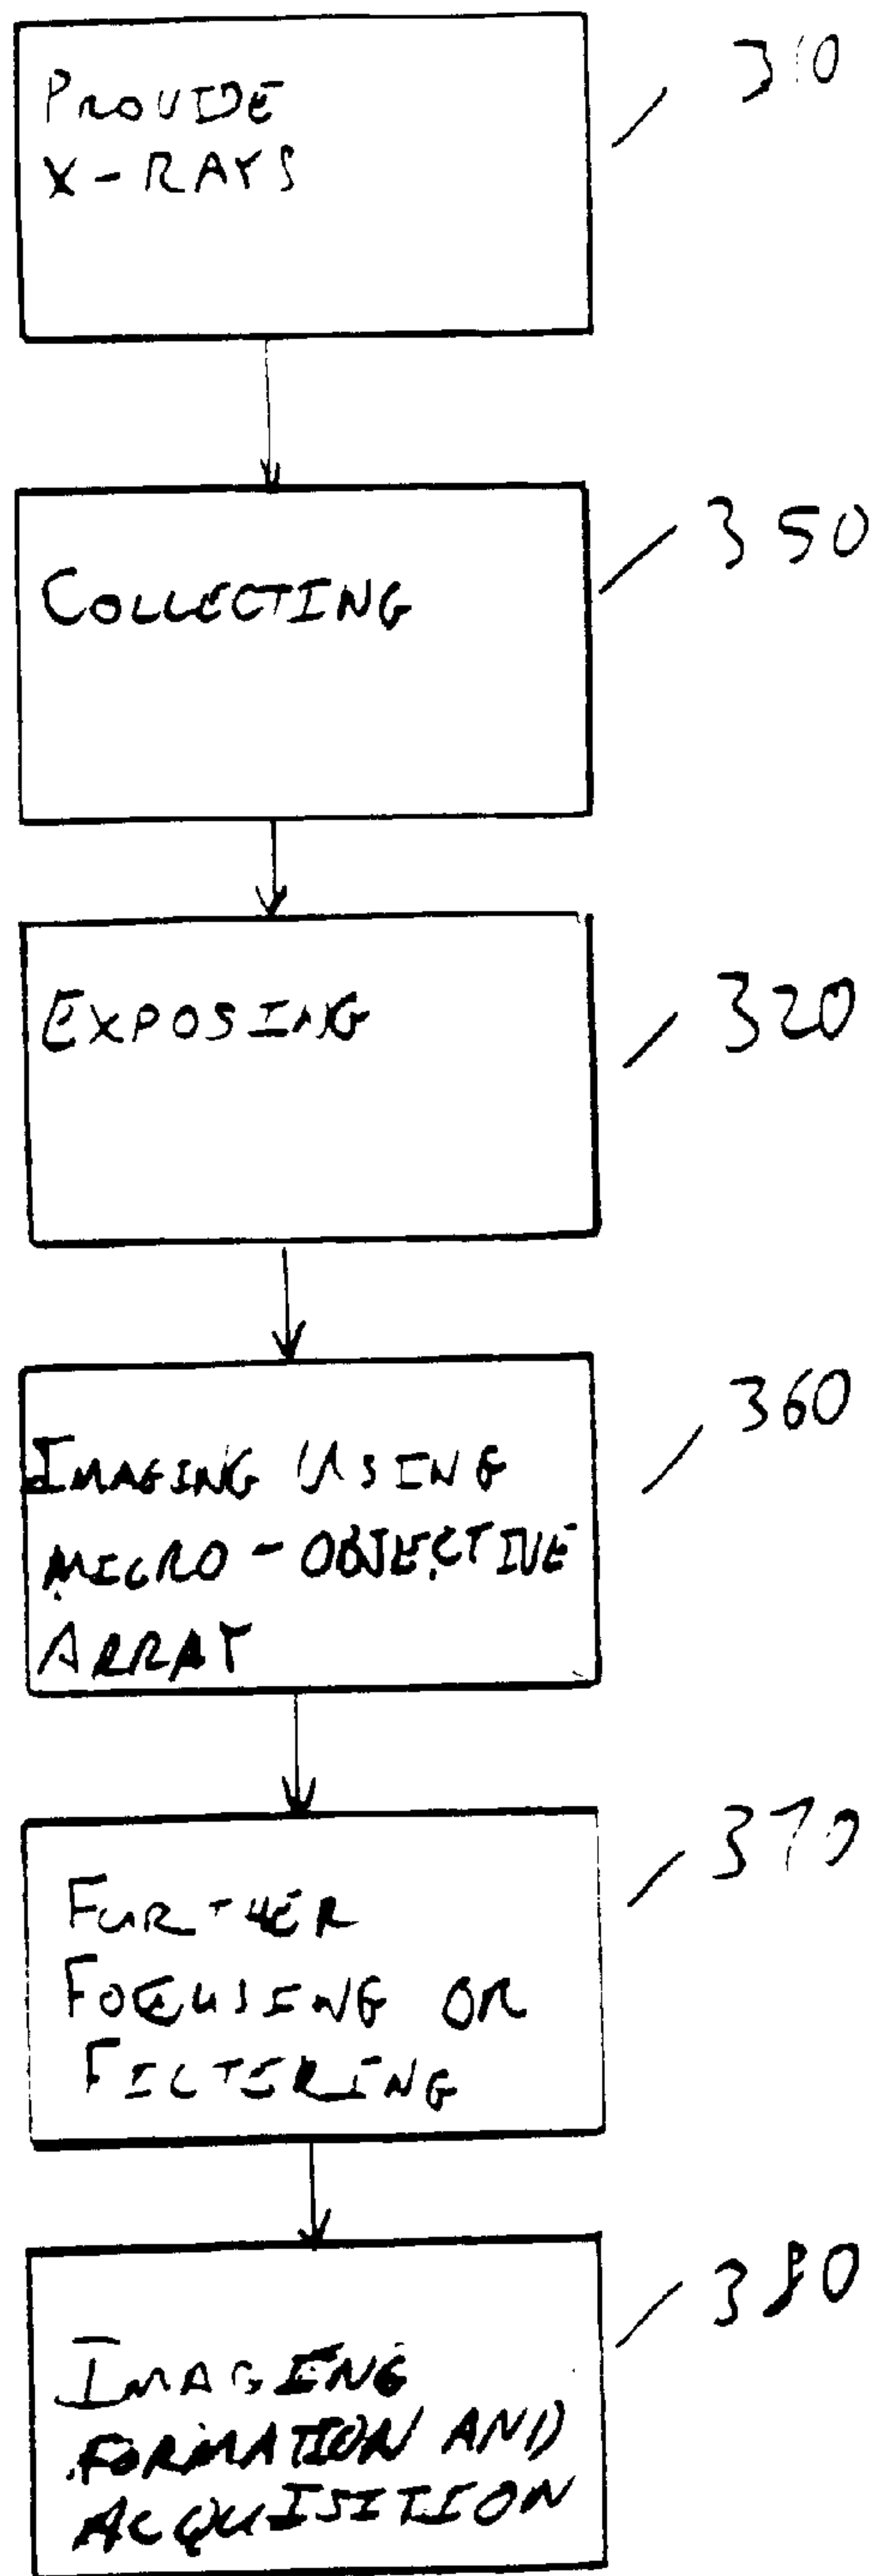 PROVIDE
X-RAYS
310
COLLECTING
350
EXPOSING
320
IMAGING USING
MICRO-OBJECTIVE
ARRAY
360
FURTHER
FOCUSING OR
FILTERING
370
IMAGING
FORMATION AND
ACQUISITION
380